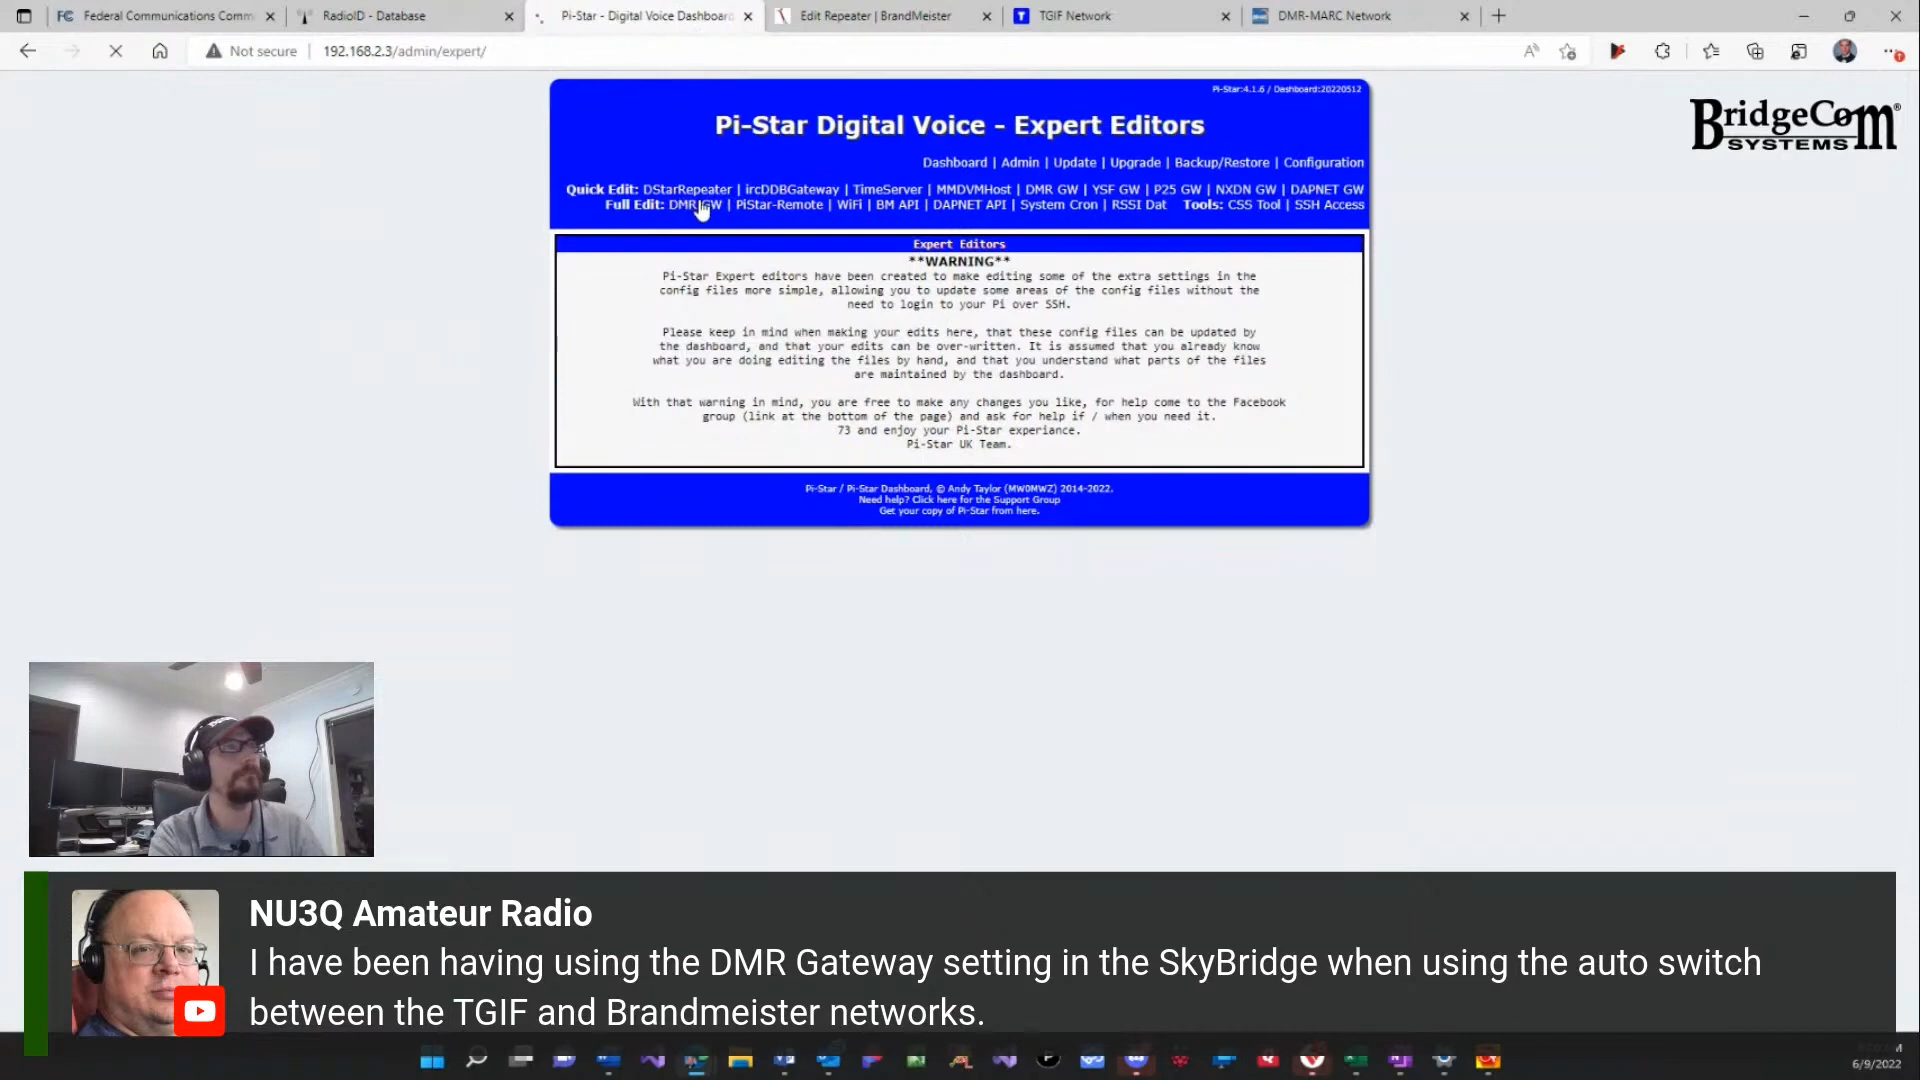 Federal Communications Comm
RadioID - Database
Pi-Star - Digital Voice Dashboard
Edit Repeater | BrandMeister
TGIF Network
DMR-MARC Network
Not secure
192.168.2.3/admin/expert/
Pi-Star:4.1.6 / Dashboard:20220512
BridgeCom®
SYSTEMS
Pi-Star Digital Voice - Expert Editors
Dashboard | Admin | Update | Upgrade | Backup/Restore | Configuration
Quick Edit: DStarRepeater | ircDDBGateway | TimeServer | MMDVMHost | DMR GW | YSF GW | P25 GW | NXDN GW | DAPNET GW
Full Edit: DMR GW | PiStar-Remote | WiFi | BM API | DAPNET API | System Cron | RSSI Dat Tools: CSS Tool | SSH Access
Expert Editors
**WARNING**
Pi-Star Expert editors have been created to make editing some of the extra settings in the
config files more simple, allowing you to update some areas of the config files without the
need to login to your Pi over SSH.
Please keep in mind when making your edits here, that these config files can be updated by
the dashboard, and that your edits can be over-written. It is assumed that you already know
what you are doing editing the files by hand, and that you understand what parts of the files
are maintained by the dashboard.
With that warning in mind, you are free to make any changes you like, for help come to the Facebook
group (link at the bottom of the page) and ask for help if / when you need it.
73 and enjoy your Pi-Star experiance.
Pi-Star UK Team.
Pi-Star / Pi-Star Dashboard, © Andy Taylor (MW0MWZ) 2014-2022.
Need help? Click here for the Support Group
Get your copy of Pi-Star from here.
NU3Q Amateur Radio
I have been having using the DMR Gateway setting in the SkyBridge when using the auto switch
between the TGIF and Brandmeister networks.
6/9/2022